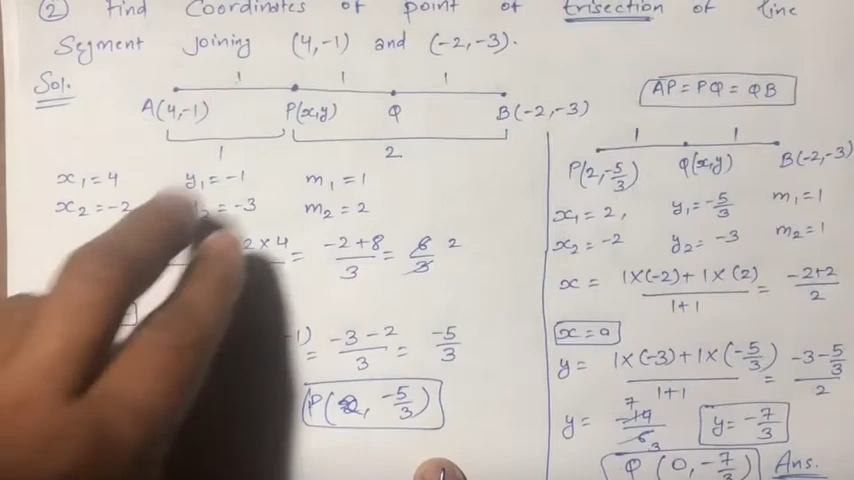 ② Find Coordinates of point of trisection of line
Segment joining (4,-1) and (-2,-3).
Sol.
1 1 1
A(4,-1) P(x,y) Q B(-2,-3)
1 2
x₁=4 y₁=-1 m₁=1
x₂=-2 y₂=-3 m₂=2
2×4 = -2+8/3 = 6/3 2
-1) = -3-2/3 = -5/3
P(2, -5/3)
AP = PQ = QB
1 1
P(2,-5/3) Q(x,y) B(-2,-3)
x₁=2, y₁=-5/3 m₁=1
x₂=-2 y₂=-3 m₂=1
x = 1×(-2)+1×(2)/1+1 = -2+2/2
x=0
y = 1×(-3)+1×(-5/3)/1+1 = -3-5/3/2
y = -14/6 7 3 y=-7/3
Q (0,-7/3) Ans.